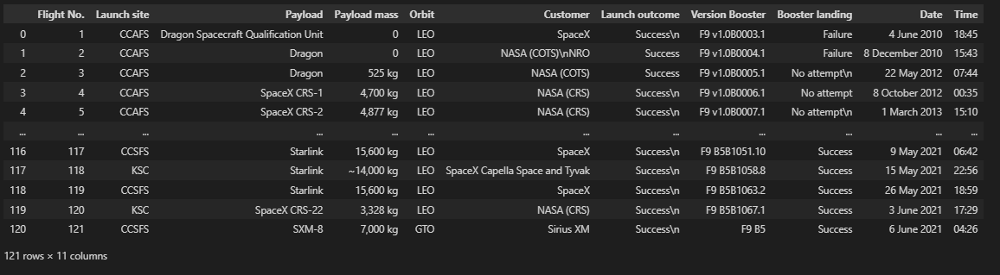 Flight No. Launch site Payload Payload mass Orbit Customer Launch outcome Version Booster Booster landing Date Time
0 1 CCAFS Dragon Spacecraft Qualification Unit 0 LEO SpaceX Success\n F9 v1.0B0003.1 Failure 4 June 2010 18:45
1 2 CCAFS Dragon 0 LEO NASA (COTS)\nNRO Success F9 v1.0B0004.1 Failure 8 December 2010 15:43
2 3 CCAFS Dragon 525 kg LEO NASA (COTS) Success F9 v1.0B0005.1 No attempt\n 22 May 2012 07:44
3 4 CCAFS SpaceX CRS-1 4,700 kg LEO NASA (CRS) Success\n F9 v1.0B0006.1 No attempt 8 October 2012 00:35
4 5 CCAFS SpaceX CRS-2 4,877 kg LEO NASA (CRS) Success\n F9 v1.0B0007.1 No attempt\n 1 March 2013 15:10
... ... ... ... ... ... ... ... ... ... ... ...
116 117 CCSFS Starlink 15,600 kg LEO SpaceX Success\n F9 B5B1051.10 Success 9 May 2021 06:42
117 118 KSC Starlink ~14,000 kg LEO SpaceX Capella Space and Tyvak Success\n F9 B5B1058.8 Success 15 May 2021 22:56
118 119 CCSFS Starlink 15,600 kg LEO SpaceX Success\n F9 B5B1063.2 Success 26 May 2021 18:59
119 120 KSC SpaceX CRS-22 3,328 kg LEO NASA (CRS) Success\n F9 B5B1067.1 Success 3 June 2021 17:29
120 121 CCSFS SXM-8 7,000 kg GTO Sirius XM Success\n F9 B5 Success 6 June 2021 04:26
121 rows × 11 columns